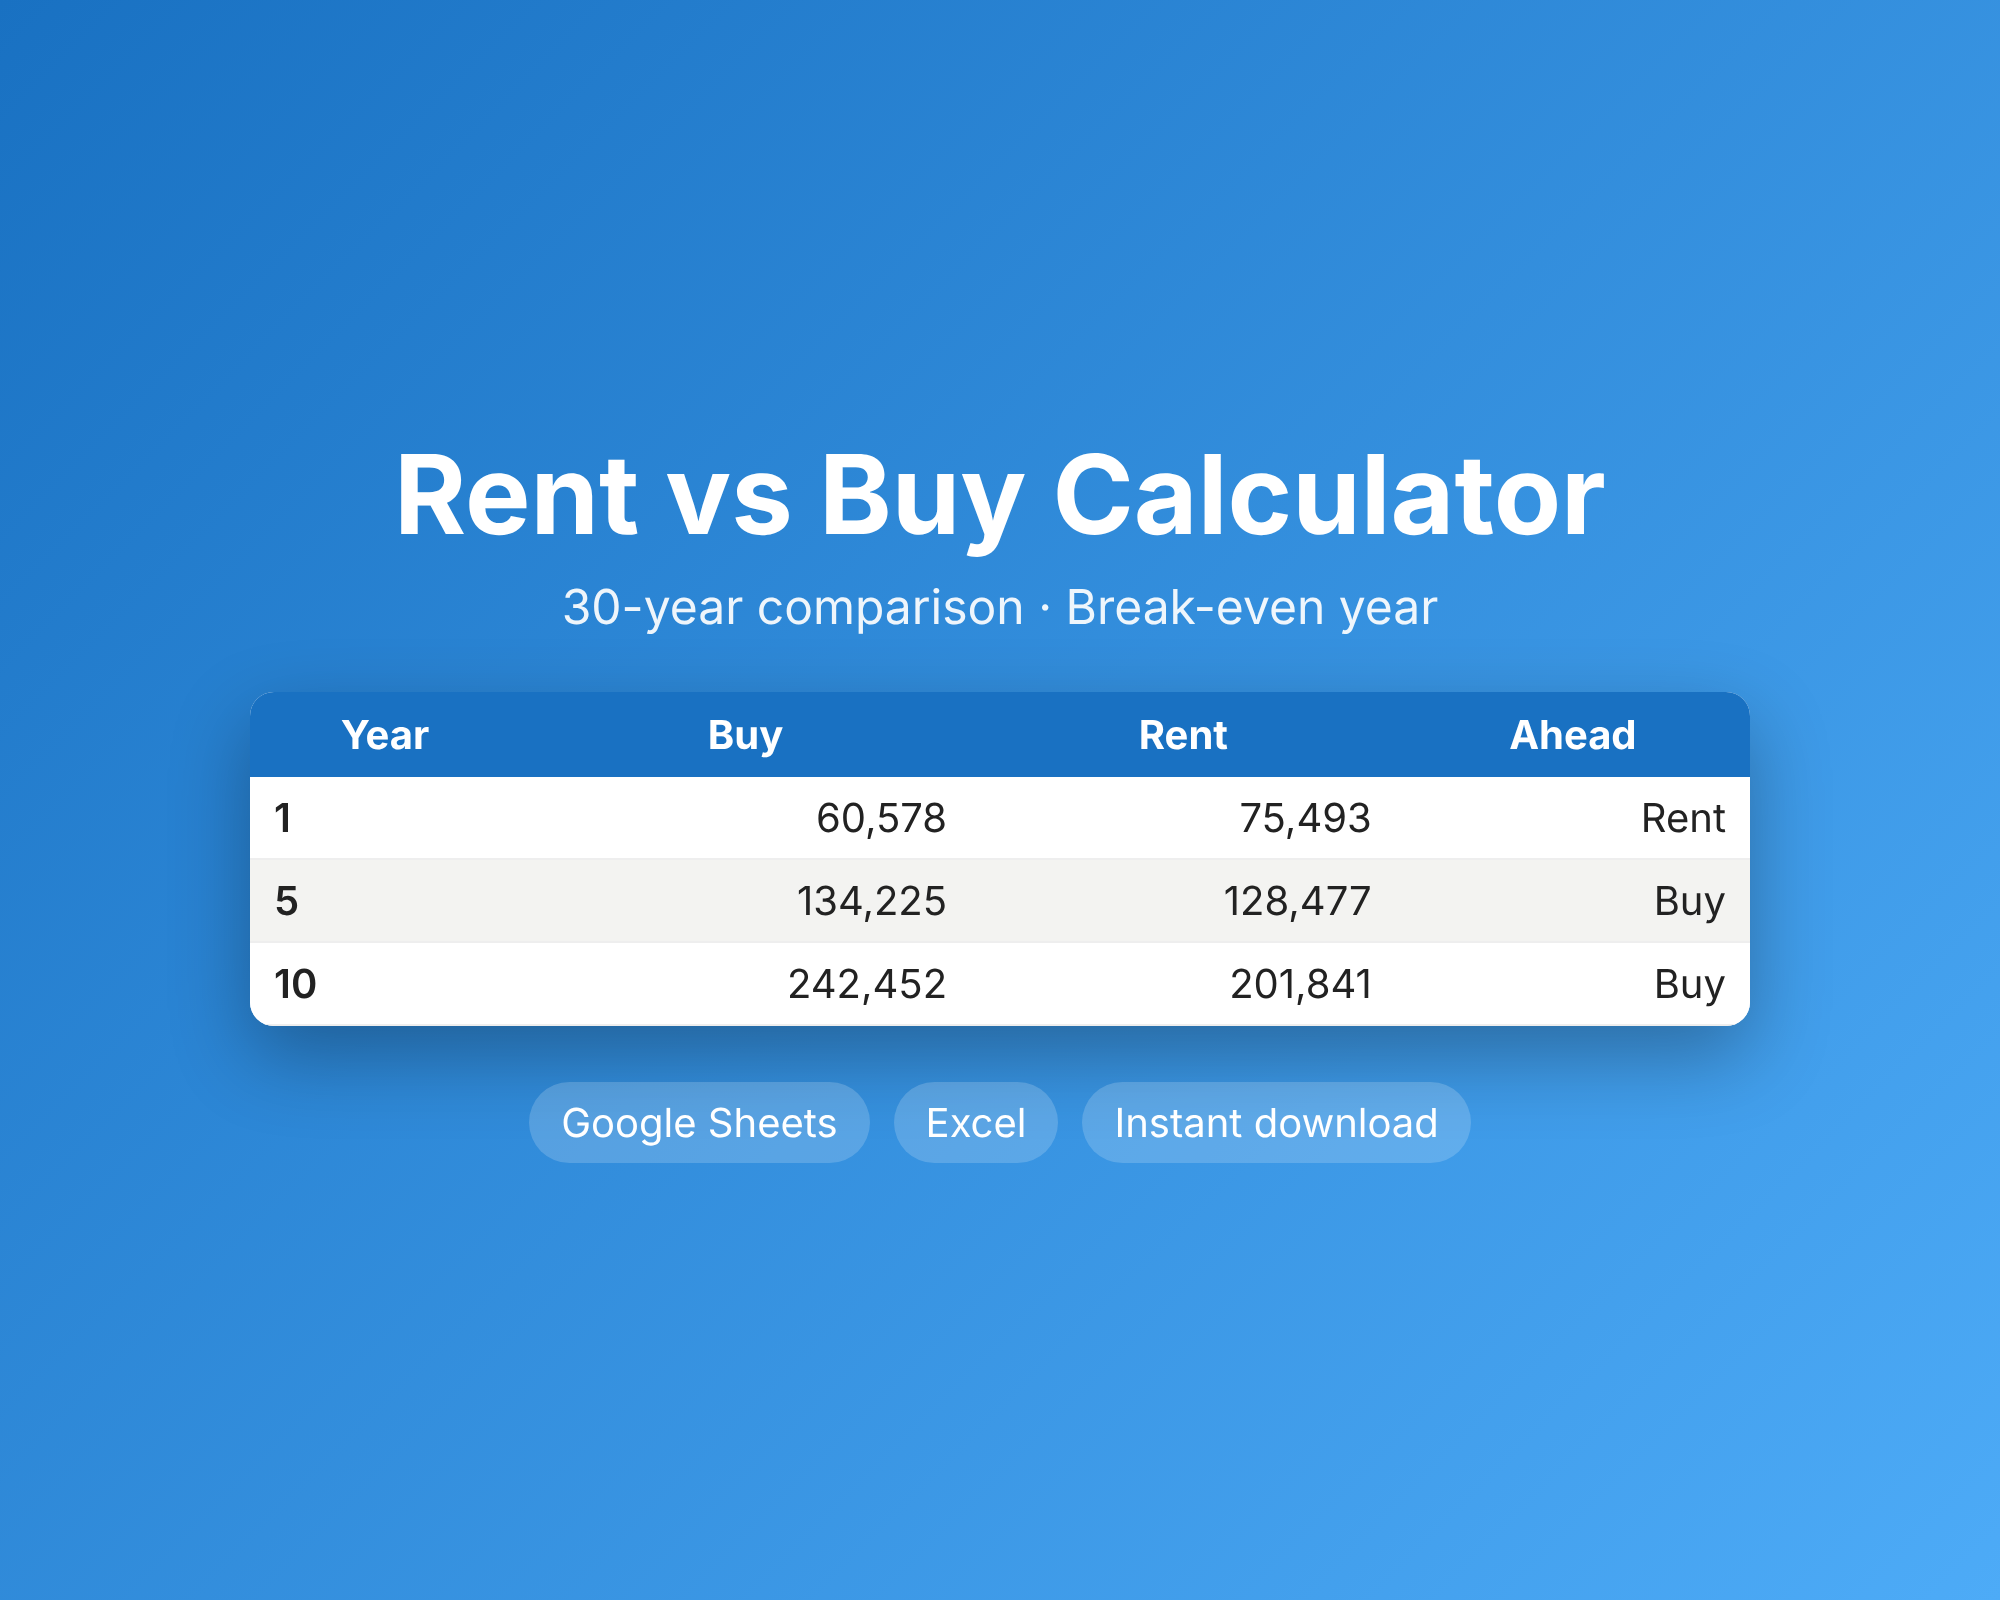 Rent vs Buy Calculator
30-year comparison · Break-even year
Year Buy Rent Ahead
1 60,578 75,493 Rent
5 134,225 128,477 Buy
10 242,452 201,841 Buy
Google Sheets Excel Instant download